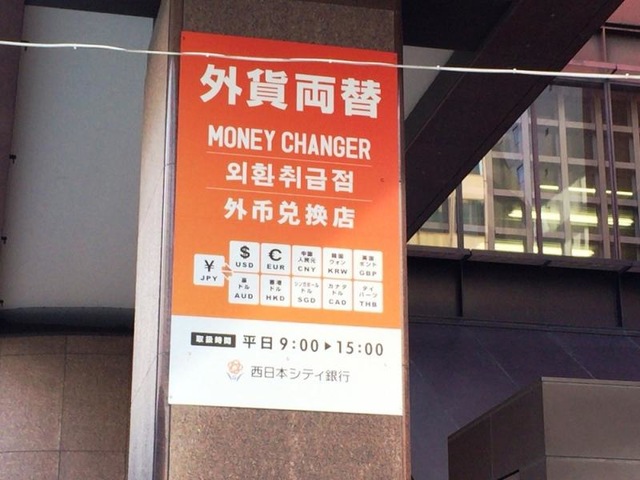 外貨両替
MONEY CHANGER
외환취급점
外币兑换店
$ € 中国 韓国 英国
人民元 ウォン ポンド
USD EUR CNY KRW GBP
¥
JPY
豪 香港 シンガポール カナダ タイ
ドル ドル ドル ドル バーツ
AUD HKD SGD CAD THB
取扱時間 平日 9:00▶15:00
西日本シティ銀行